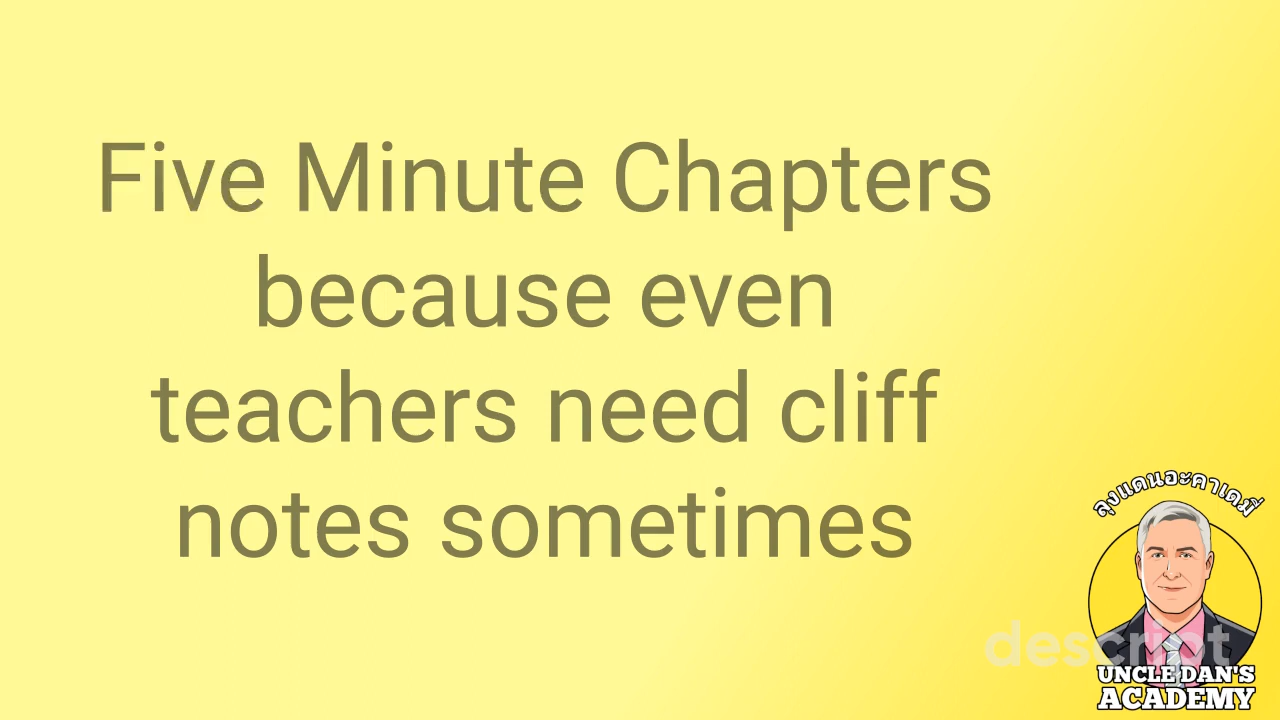 Five Minute Chapters
because even
teachers need cliff
notes sometimes
ลุงแดนอะคาเดมี่
descript
UNCLE DAN'S
ACADEMY